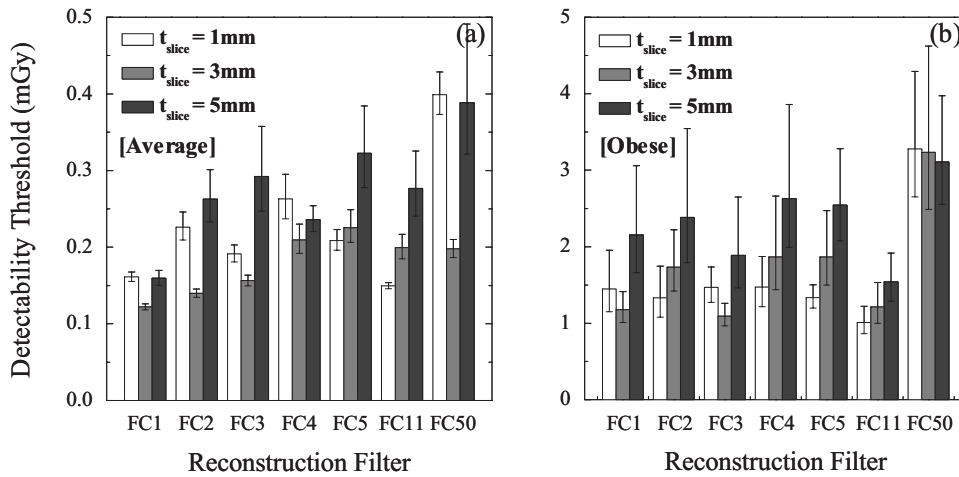 Detectability Threshold (mGy)
0.5
0.4
0.3
0.2
0.1
0.0
(a)
t_slice = 1mm
t_slice = 3mm
t_slice = 5mm
[Average]
FC1 FC2 FC3 FC4 FC5 FC11 FC50
Reconstruction Filter
5
4
3
2
1
0
(b)
t_slice = 1mm
t_slice = 3mm
t_slice = 5mm
[Obese]
FC1 FC2 FC3 FC4 FC5 FC11 FC50
Reconstruction Filter